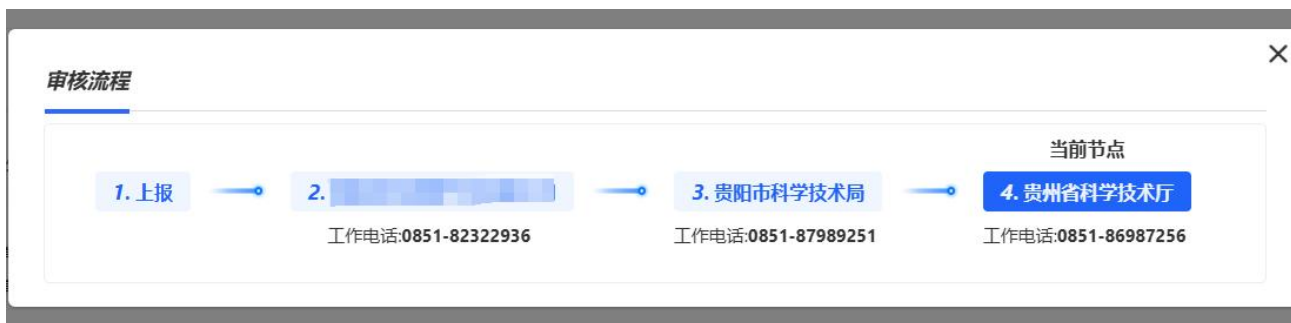 审核流程
当前节点
1. 上报
2.
3. 贵阳市科学技术局
4. 贵州省科学技术厅
工作电话:0851-82322936
工作电话:0851-87989251
工作电话:0851-86987256